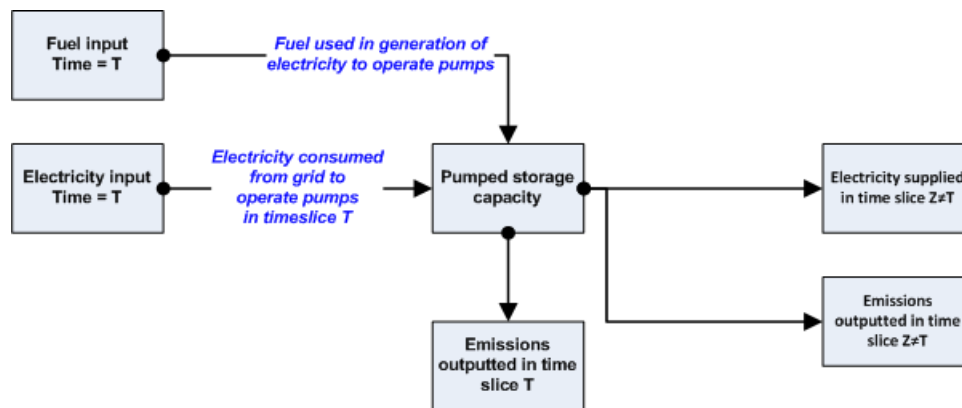 Fuel input
Time = T
Fuel used in generation of
electricity to operate pumps
Electricity input
Time = T
Electricity consumed
from grid to
operate pumps
in timeslice T
Pumped storage
capacity
Electricity supplied
in time slice Z≠T
Emissions
outputted in time
slice T
Emissions
outputted in time
slice Z≠T